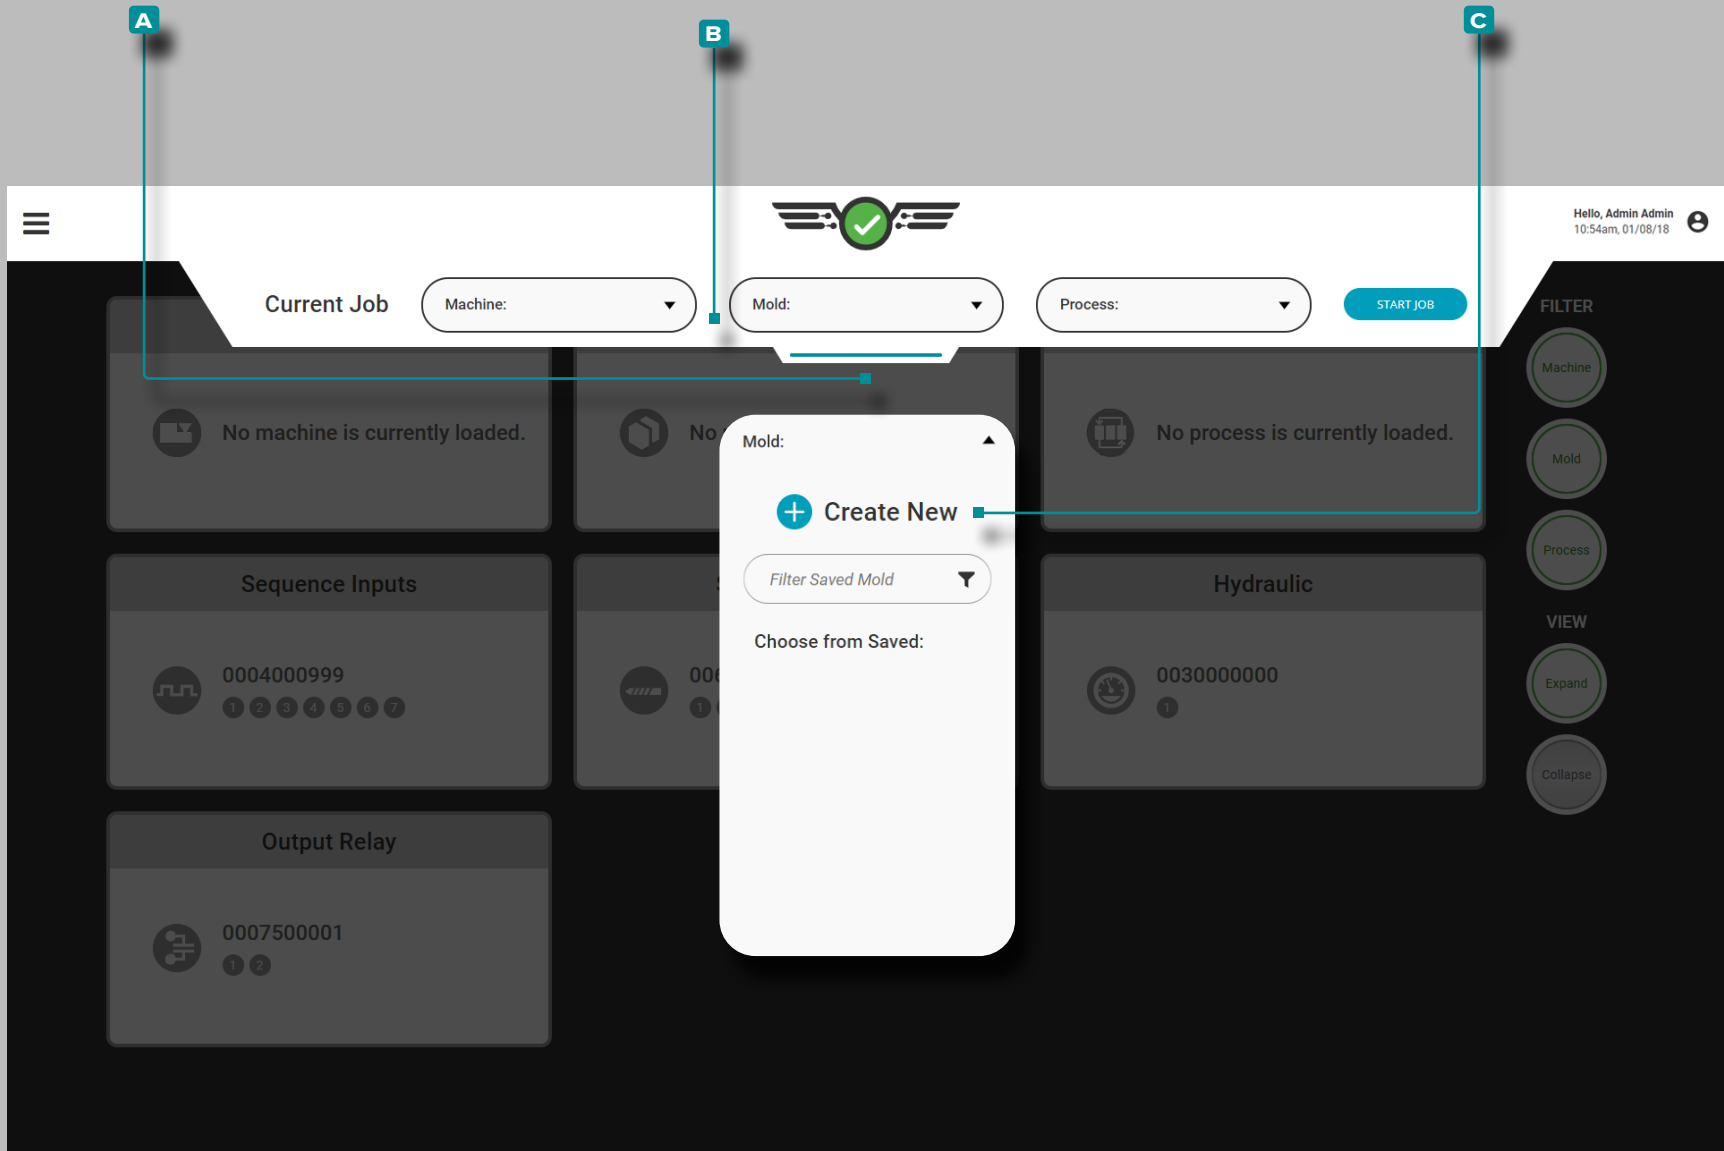 A
B
C
Hello, Admin Admin
10:54am, 01/08/18
Current Job
Machine:
Mold:
Process:
START JOB
FILTER
Machine
Mold
Process
VIEW
Expand
Collapse
No machine is currently loaded.
No
No process is currently loaded.
Mold:
Create New
Filter Saved Mold
Choose from Saved:
Sequence Inputs
0004000999
1 2 3 4 5 6 7
006
1
Hydraulic
0030000000
1
Output Relay
0007500001
1 2